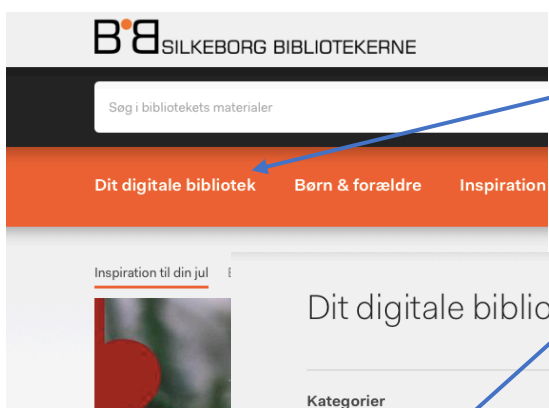 BB SILKEBORG BIBLIOTEKERNE
Søg i bibliotekets materialer
Dit digitale bibliotek Børn & forældre Inspiration
Inspiration til din jul
Dit digitale biblio
Kategorier